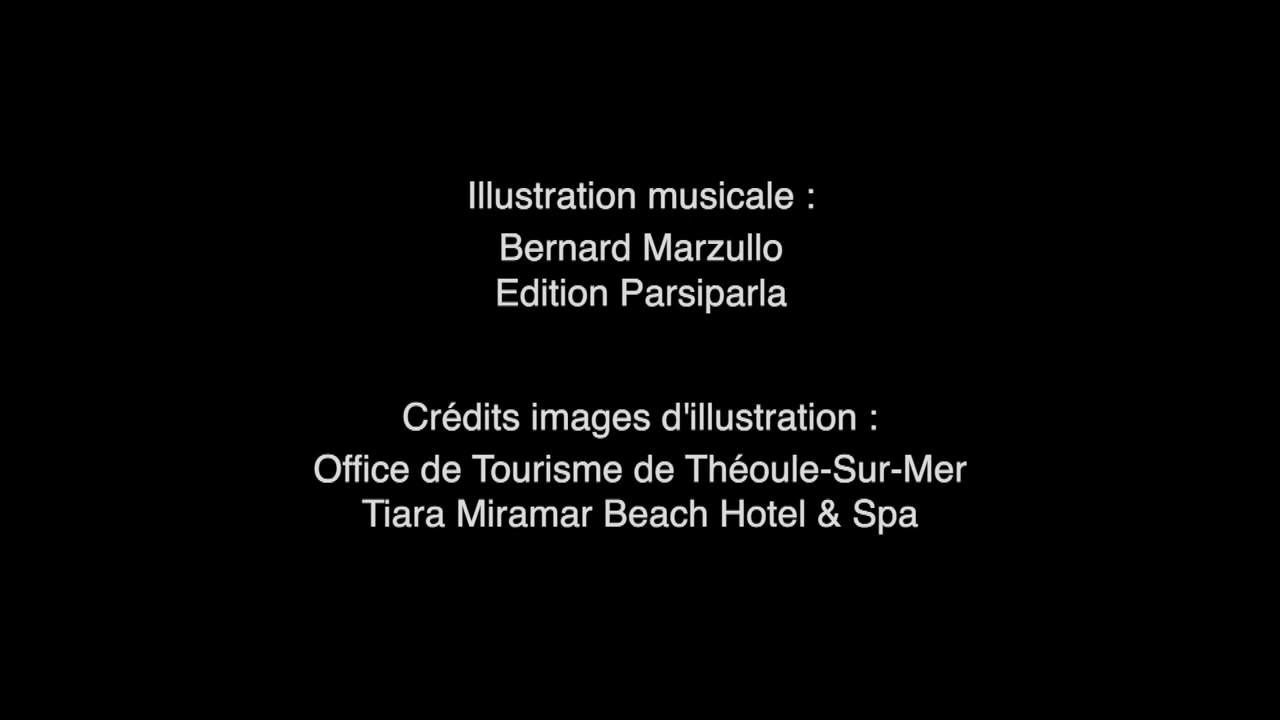 Illustration musicale :
Bernard Marzullo
Edition Parsiparla
Crédits images d'illustration :
Office de Tourisme de Théoule-Sur-Mer
Tiara Miramar Beach Hotel & Spa